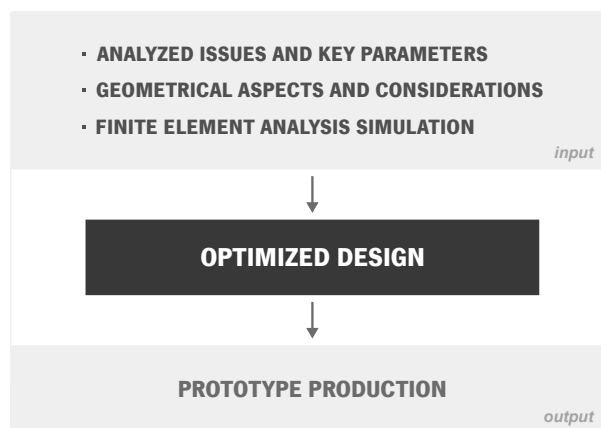 · ANALYZED ISSUES AND KEY PARAMETERS
· GEOMETRICAL ASPECTS AND CONSIDERATIONS
· FINITE ELEMENT ANALYSIS SIMULATION
input
OPTIMIZED DESIGN
PROTOTYPE PRODUCTION
output